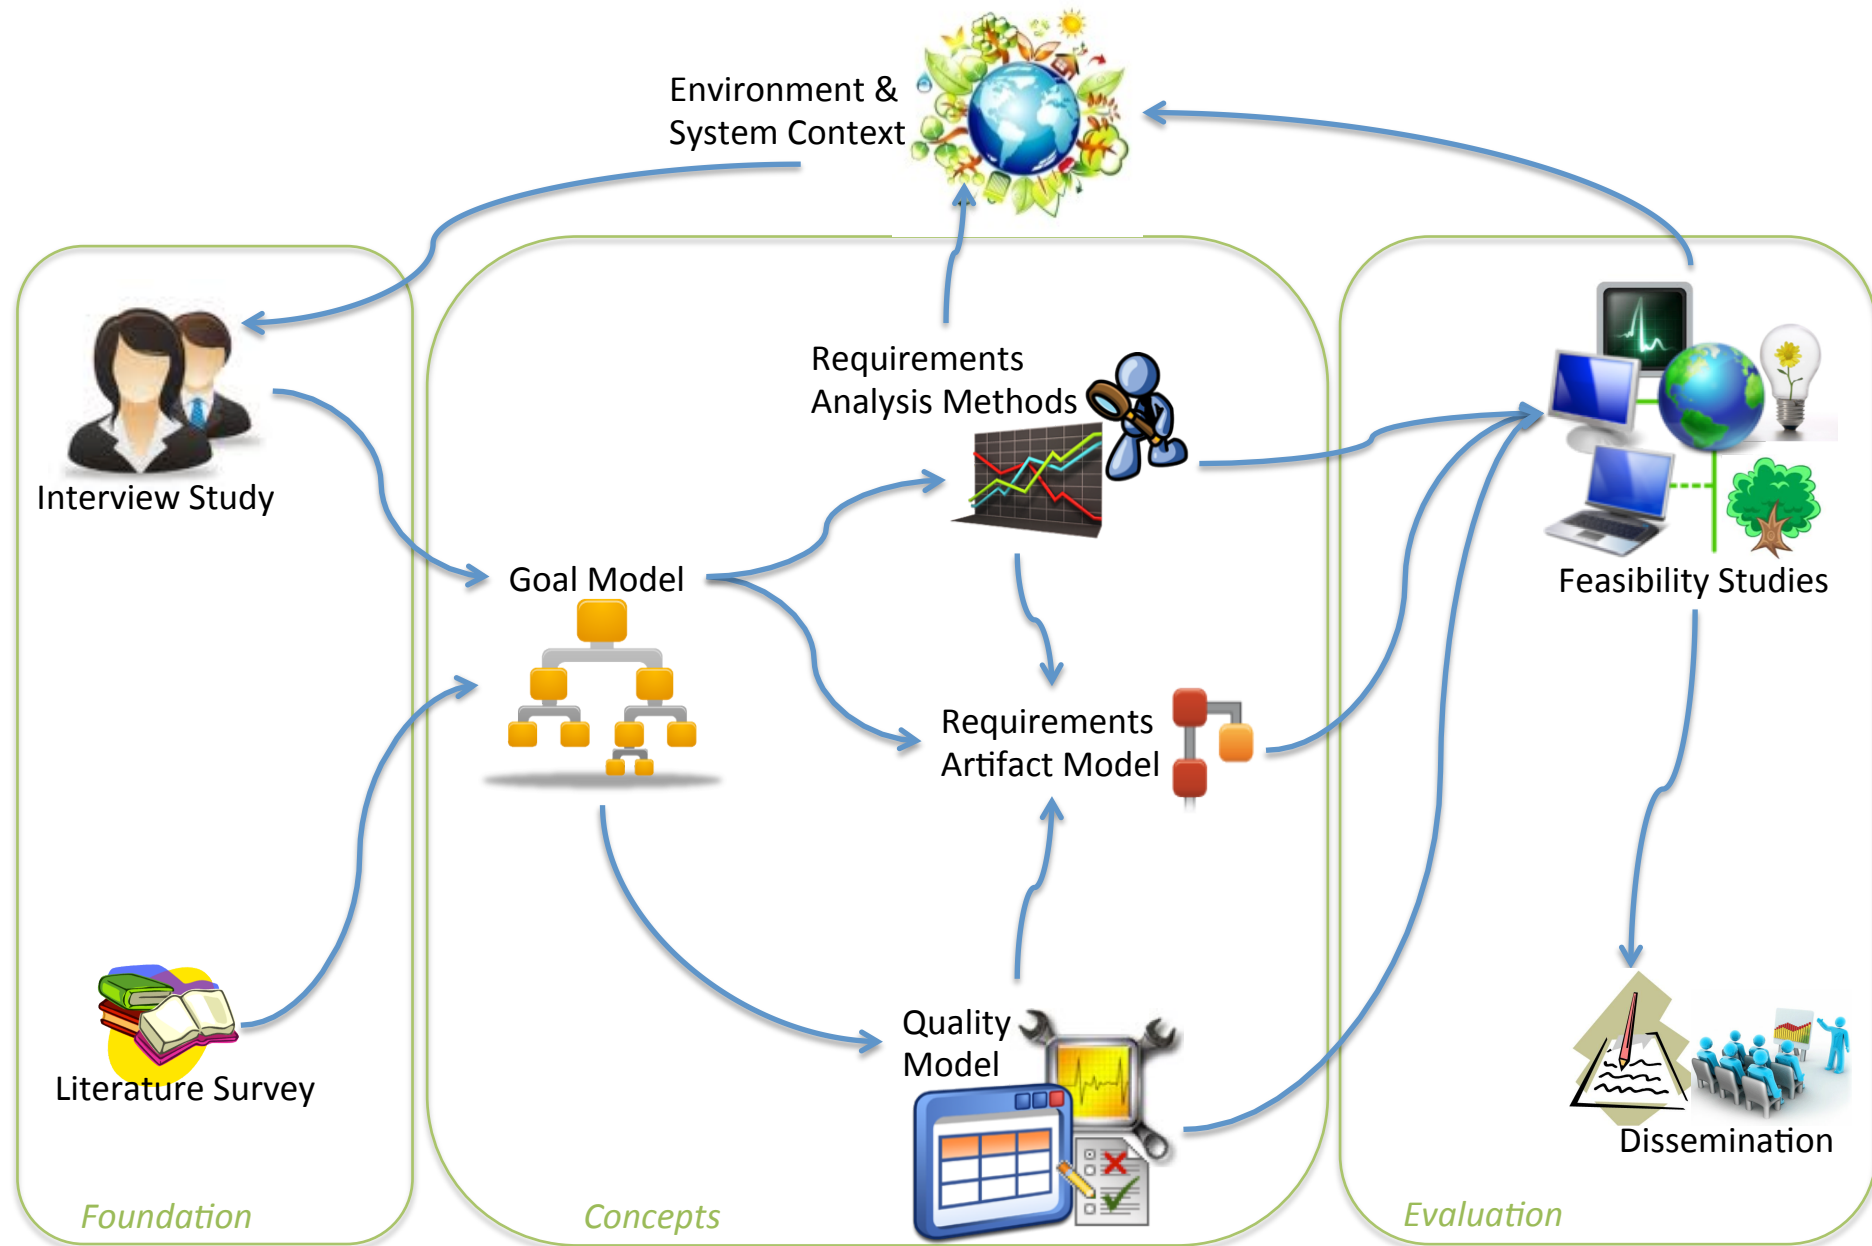 Environment &
System Context
Requirements
Analysis Methods
Interview Study
Goal Model
Feasibility Studies
Requirements
Artifact Model
Quality
Model
Literature Survey
Dissemination
Foundation
Concepts
Evaluation